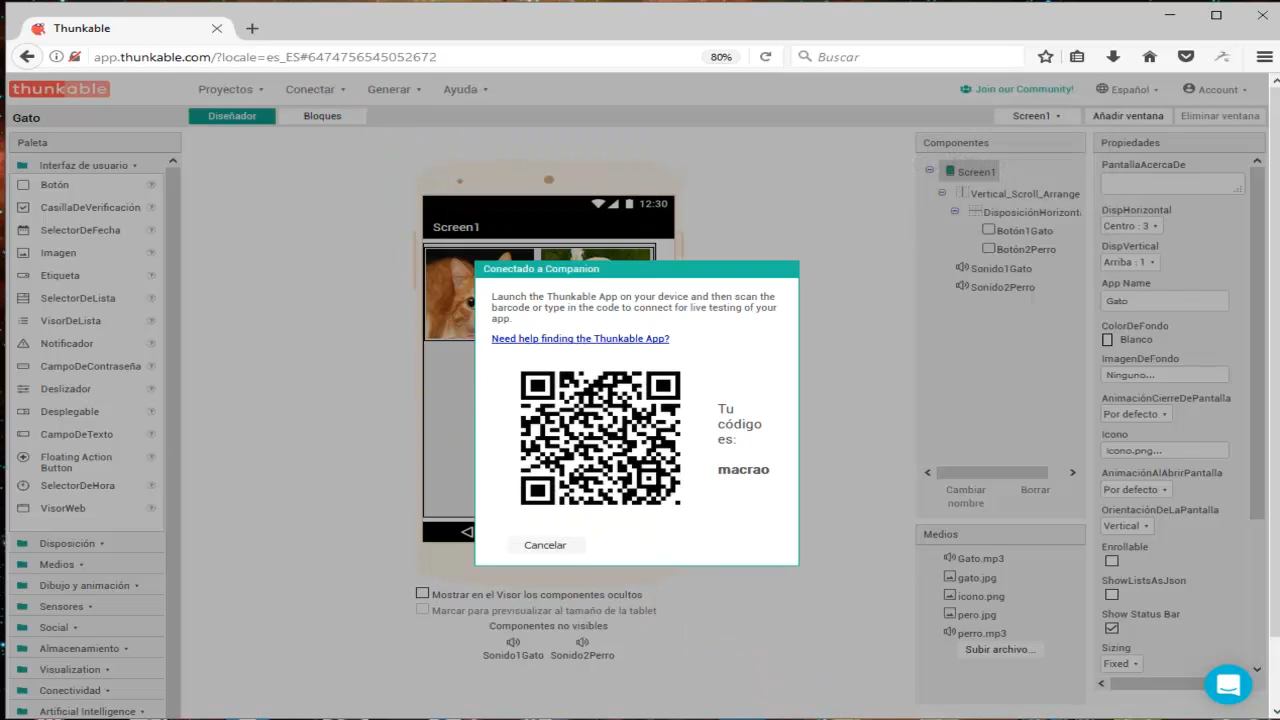 Thunkable
app.thunkable.com/?locale=es_ES#6474756545052672
80%
Buscar
thunkable
Proyectos
Conectar
Generar
Ayuda
Join our Community!
Español
Account
Gato
Diseñador
Bloques
Screen1
Añadir ventana
Eliminar ventana
Paleta
Interfaz de usuario
Botón
CasillaDeVerificación
SelectorDeFecha
Imagen
Etiqueta
SelectorDeLista
VisorDeLista
Notificador
CampoDeContraseña
Deslizador
Desplegable
CampoDeTexto
Floating Action
Button
SelectorDeHora
VisorWeb
Disposición
Medios
Dibujo y animación
Sensores
Social
Almacenamiento
Visualization
Conectividad
Artificial Intelligence
12:30
Screen1
Conectado a Companion
Launch the Thunkable App on your device and then scan the
barcode or type in the code to connect for live testing of your
app.
Need help finding the Thunkable App?
Tu
código
es:
macrao
Cancelar
Mostrar en el Visor los componentes ocultos
Marcar para previsualizar al tamaño de la tablet
Componentes no visibles
Sonido1Gato
Sonido2Perro
Componentes
Screen1
Vertical_Scroll_Arrange
DisposiciónHorizont
Botón1Gato
Botón2Perro
Sonido1Gato
Sonido2Perro
Cambiar
nombre
Borrar
Medios
Gato.mp3
gato.jpg
icono.png
pero.jpg
perro.mp3
Subir archivo...
Propiedades
PantallaAcercaDe
DispHorizontal
Centro : 3
DispVertical
Arriba : 1
App Name
Gato
ColorDeFondo
Blanco
ImagenDeFondo
Ninguno...
AnimaciónCierreDePantalla
Por defecto
Icono
icono.png...
AnimaciónAlAbrirPantalla
Por defecto
OrientaciónDeLaPantalla
Vertical
Enrollable
ShowListsAsJson
Show Status Bar
Sizing
Fixed